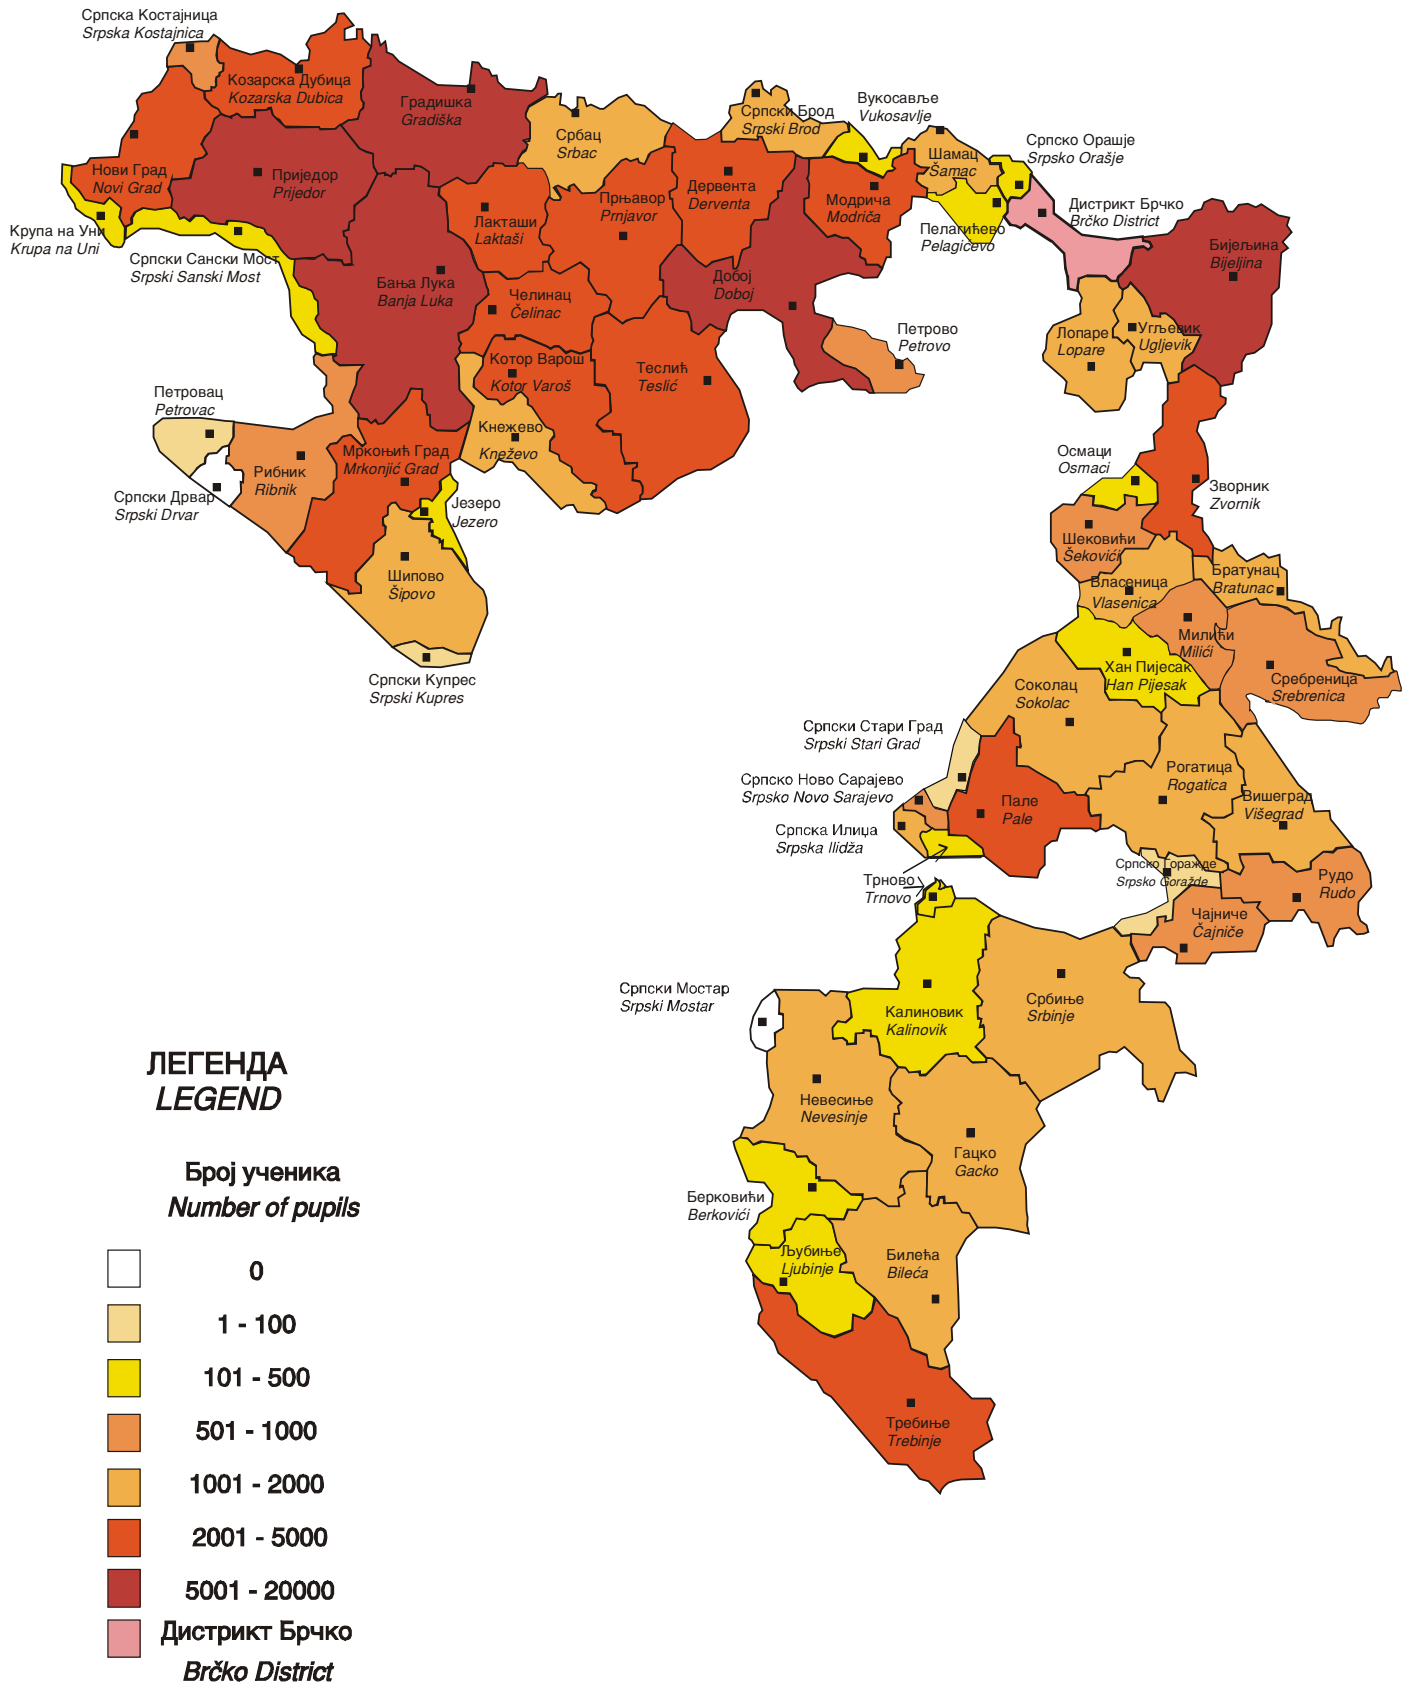 Српска Костајница
Srpska Kostajnica
Козарска Дубица
Kozarska Dubica
Градишка
Gradiška
Србац
Srbac
Српски Брод
Srpski Brod
Вукосавље
Vukosavlje
Шамац
Šamac
Српско Орашје
Srpsko Orašje
Нови Град
Novi Grad
Приједор
Prijedor
Лакташи
Laktaši
Прњавор
Prnjavor
Дервента
Derventa
Модрича
Modriča
Пелагићево
Pelagićevo
Дистрикт Брчко
Brčko District
Бијељина
Bijeljina
Крупа на Уни
Krupa na Uni
Српски Сански Мост
Srpski Sanski Most
Бања Лука
Banja Luka
Челинац
Čelinac
Добој
Doboj
Петрово
Petrovo
Лопаре
Lopare
Угљевик
Ugljevik
Котор Варош
Kotor Varoš
Теслић
Teslić
Петровац
Petrovac
Кнежево
Kneževo
Мркоњић Град
Mrkonjić Grad
Рибник
Ribnik
Српски Дрвар
Srpski Drvar
Језеро
Jezero
Осмаци
Osmaci
Зворник
Zvornik
Шековићи
Šekovići
Шипово
Šipovo
Власеница
Vlasenica
Братунац
Bratunac
Милићи
Milići
Српски Купрес
Srpski Kupres
Хан Пијесак
Han Pijesak
Соколац
Sokolac
Сребреница
Srebrenica
Српски Стари Град
Srpski Stari Grad
Српско Ново Сарајево
Srpsko Novo Sarajevo
Рогатица
Rogatica
Вишеград
Višegrad
Пале
Pale
Српска Илиџа
Srpska Ilidža
Српско Горажде
Srpsko Goražde
Рудо
Rudo
Трново
Trnovo
Чајниче
Čajniče
Српски Мостар
Srpski Mostar
Калиновик
Kalinovik
Србиње
Srbinje
Невесиње
Nevesinje
Гацко
Gacko
Берковићи
Berkovići
Љубиње
Ljubinje
Билећа
Bileća
Требиње
Trebinje
ЛЕГЕНДА
LEGEND
Број ученика
Number of pupils
0
1 - 100
101 - 500
501 - 1000
1001 - 2000
2001 - 5000
5001 - 20000
Дистрикт Брчко
Brčko District